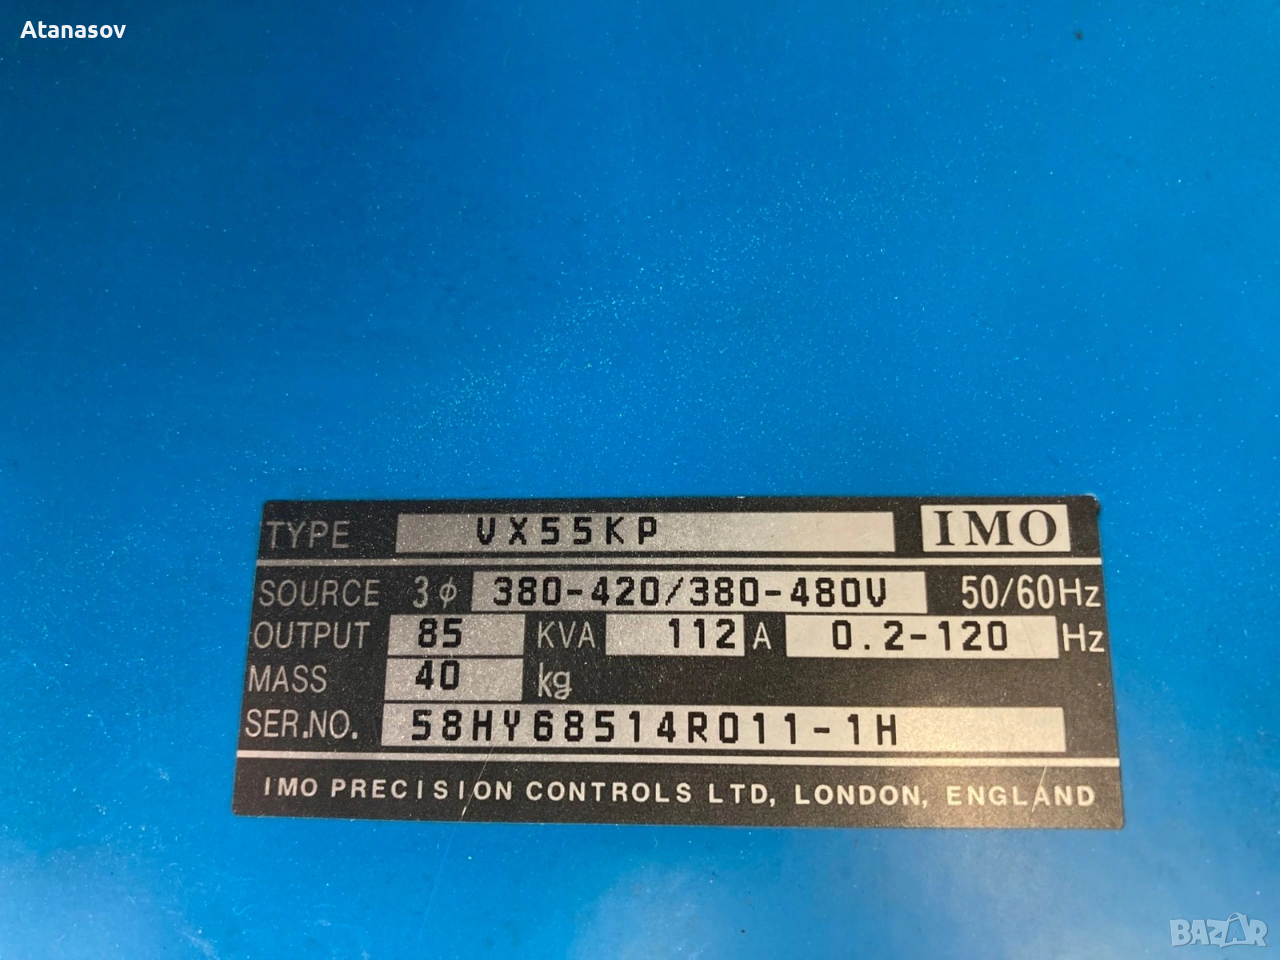 Atanasov
TYPE VX55KP IMO
SOURCE 3ϕ 380-420/380-480V 50/60Hz
OUTPUT 85 KVA 112 A 0.2-120 Hz
MASS 40 kg
SER.NO. 58HY68514R011-1H
IMO PRECISION CONTROLS LTD, LONDON, ENGLAND
BAZAR